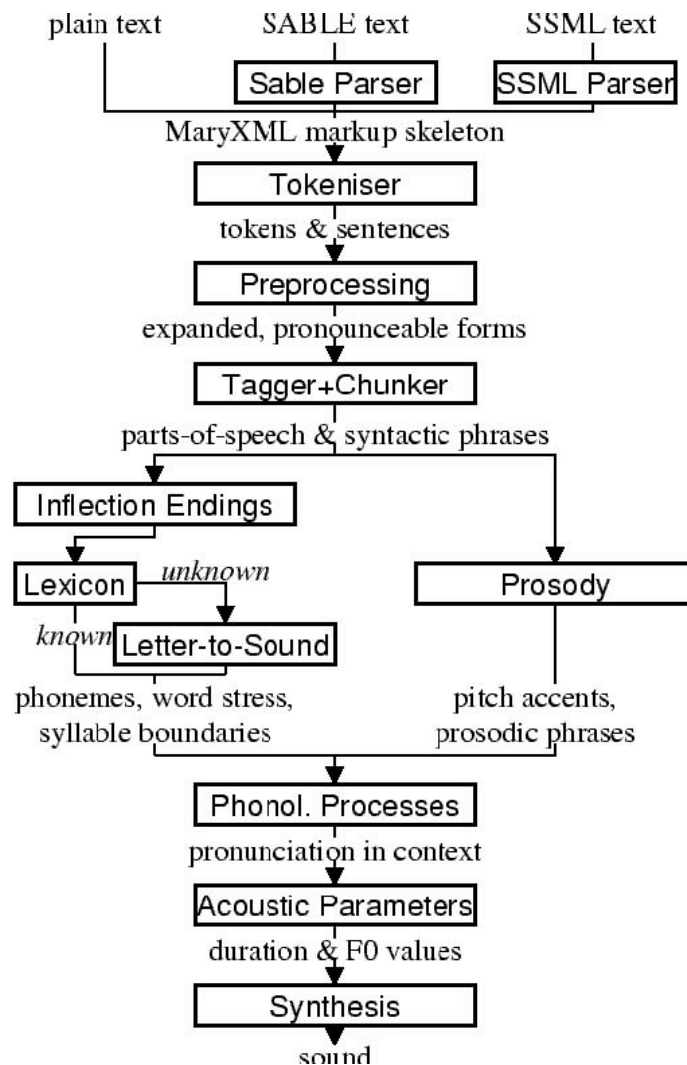 plain text
SABLE text
SSML text
Sable Parser
SSML Parser
MaryXML markup skeleton
Tokeniser
tokens & sentences
Preprocessing
expanded, pronounceable forms
Tagger+Chunker
parts-of-speech & syntactic phrases
Inflection Endings
Lexicon
unknown
Prosody
known
Letter-to-Sound
phonemes, word stress,
syllable boundaries
pitch accents,
prosodic phrases
Phonol. Processes
pronunciation in context
Acoustic Parameters
duration & F0 values
Synthesis
sound